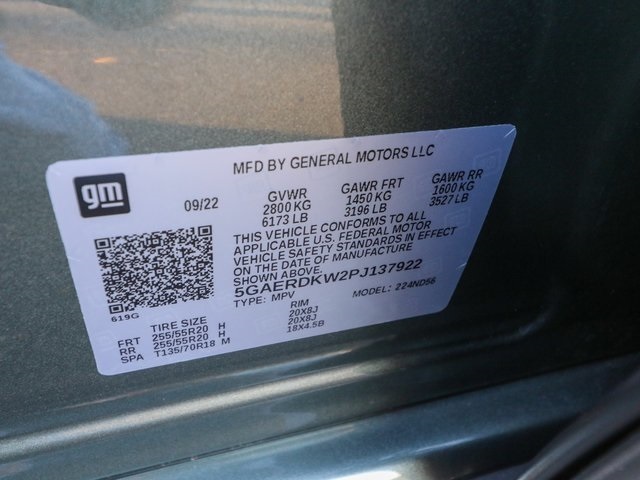 MFD BY GENERAL MOTORS LLC
gm
09/22
GVWR GAWR FRT GAWR RR
2800 KG 1450 KG 1600 KG
6173 LB 3196 LB 3527 LB
THIS VEHICLE CONFORMS TO ALL
APPLICABLE U.S. FEDERAL MOTOR
VEHICLE SAFETY STANDARDS IN EFFECT
ON THE DATE OF MANUFACTURE
SHOWN ABOVE.
5GAERDKW2PJ137922
TYPE: MPV MODEL: 224ND56
619G
TIRE SIZE RIM
FRT 255/55R20 H 20X8J
RR 255/55R20 H 20X8J
SPA T135/70R18 M 18X4.5B